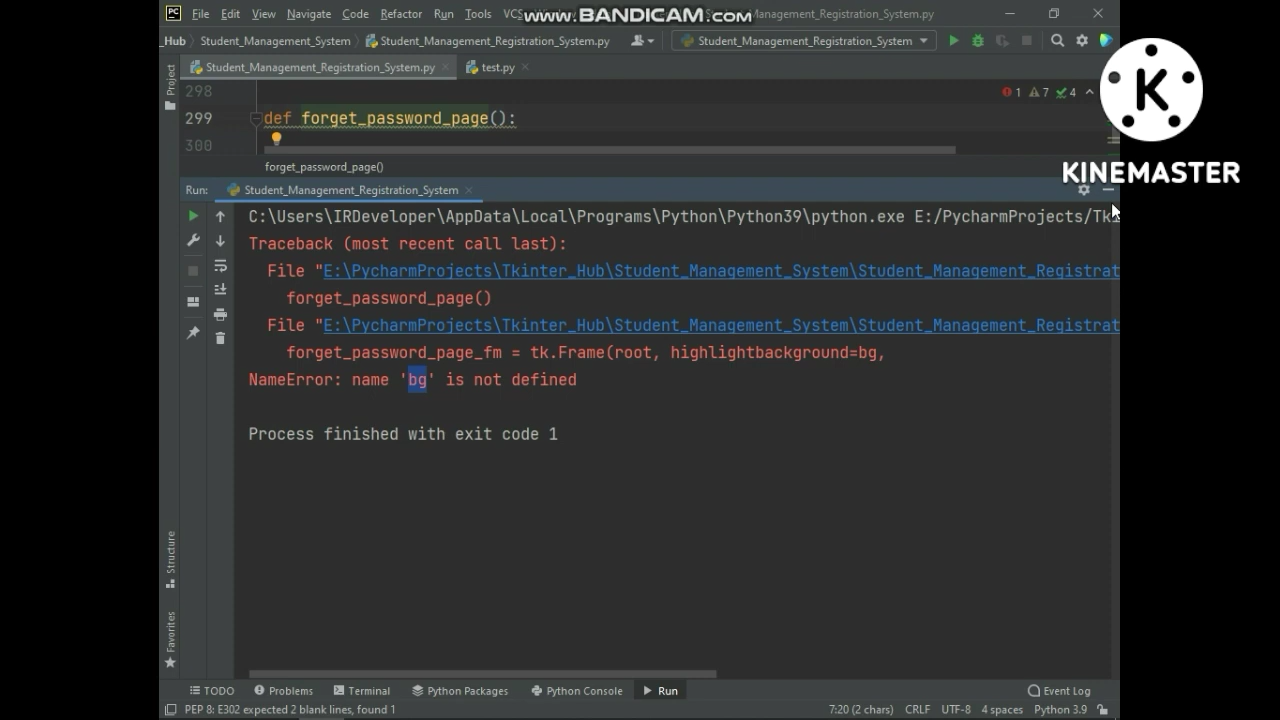 PC File Edit View Navigate Code Refactor Run Tools VCS www.BANDICAM.com _Management_Registration_System.py
_Hub Student_Management_System Student_Management_Registration_System.py Student_Management_Registration_System
Student_Management_Registration_System.py test.py
298
1 7 4
299 def forget_password_page():
300
forget_password_page()
K
KINEMASTER
Run: Student_Management_Registration_System
C:\Users\IRDeveloper\AppData\Local\Programs\Python\Python39\python.exe E:/PycharmProjects/Tki
Traceback (most recent call last):
File "E:\PycharmProjects\Tkinter_Hub\Student_Management_System\Student_Management_Registrat
forget_password_page()
File "E:\PycharmProjects\Tkinter_Hub\Student_Management_System\Student_Management_Registrat
forget_password_page_fm = tk.Frame(root, highlightbackground=bg,
NameError: name 'bg' is not defined
Process finished with exit code 1
Project
Structure
Favorites
TODO Problems Terminal Python Packages Python Console Run Event Log
PEP 8: E302 expected 2 blank lines, found 1 7:20 (2 chars) CRLF UTF-8 4 spaces Python 3.9